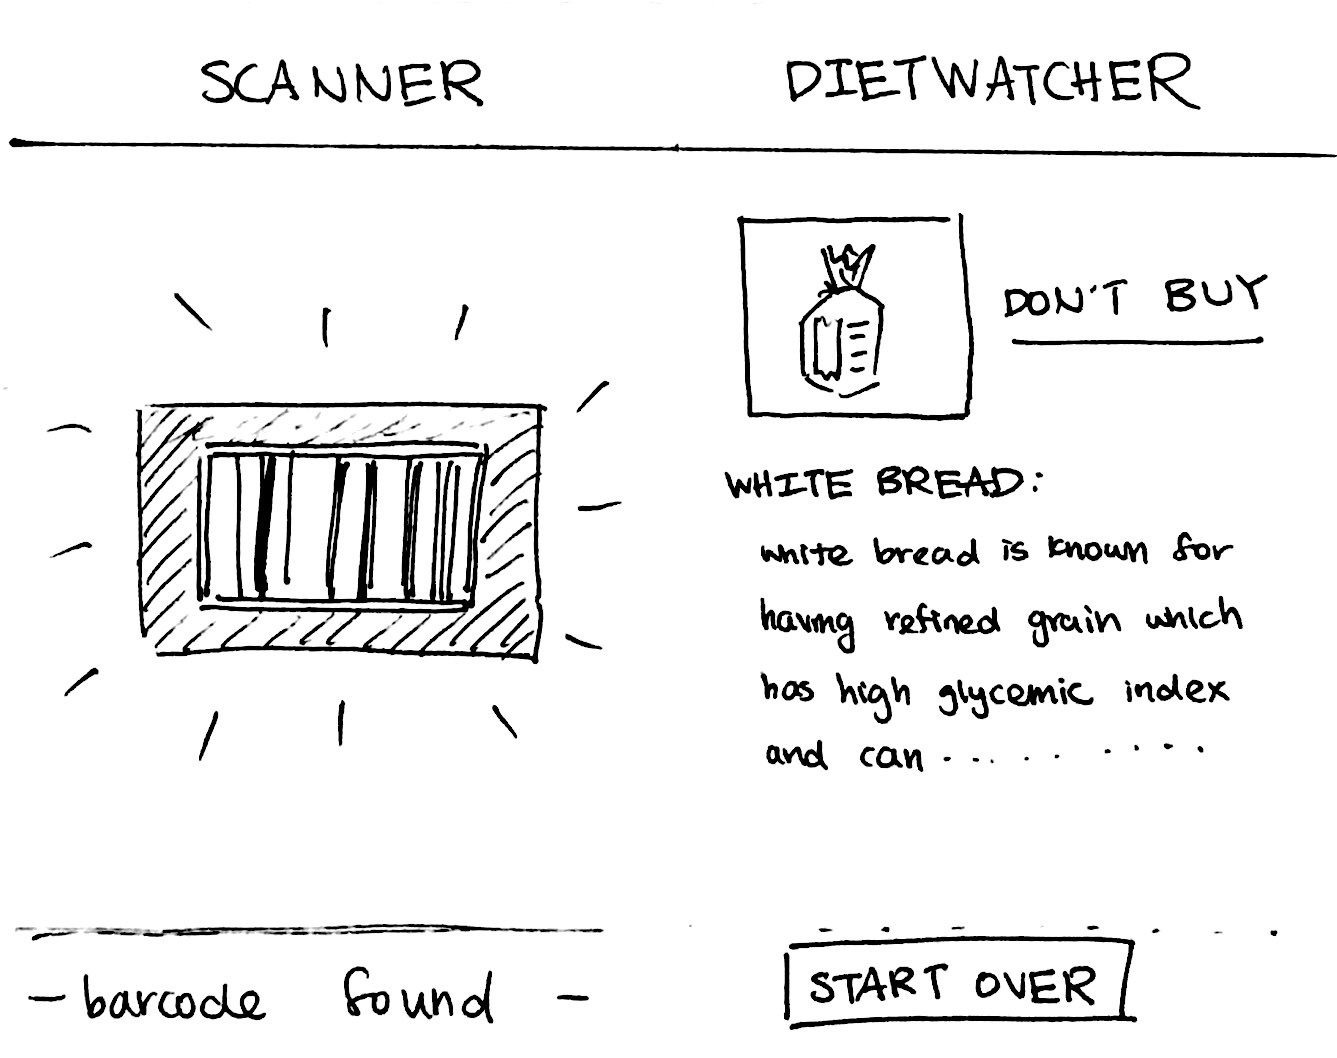 SCANNER
DIETWATCHER
DON'T BUY
WHITE BREAD:
white bread is known for
having refined grain which
has high glycemic index
and can . . . . . . . . .
- barcode found -
START OVER